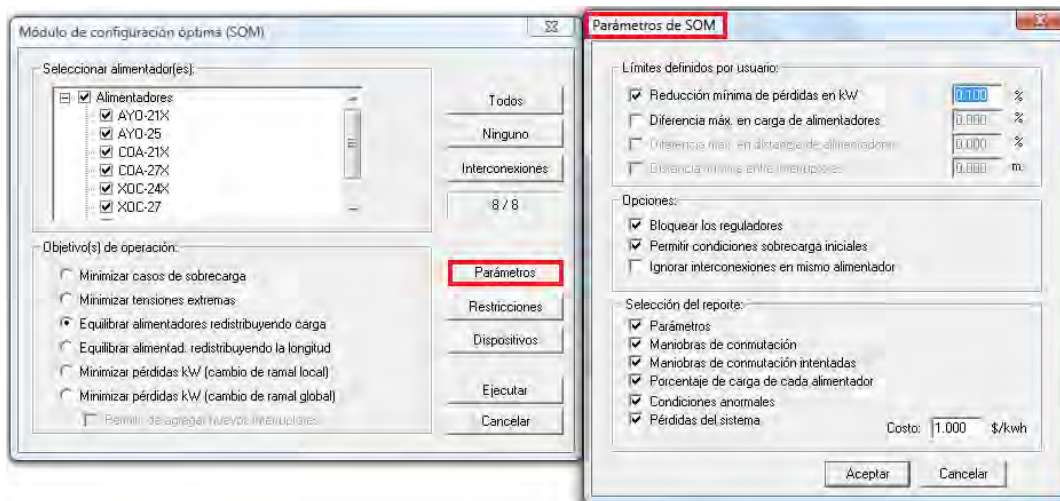 Módulo de configuración óptima (SOM)
Seleccionar alimentador(es):
Alimentadores
AYO-21X
AYO-25
COA-21X
COA-27X
XOC-24X
XOC-27
Todos
Ninguno
Interconexiones
8 / 8
Objetivo(s) de operación:
Minimizar casos de sobrecarga
Minimizar tensiones extremas
Equilibrar alimentadores redistribuyendo carga
Equilibrar alimentad. redistribuyendo la longitud
Minimizar pérdidas kW (cambio de ramal local)
Minimizar pérdidas kW (cambio de ramal global)
Permitir de agregar nuevos interruptores
Parámetros
Restricciones
Dispositivos
Ejecutar
Cancelar
Parámetros de SOM
Límites definidos por usuario:
Reducción mínima de pérdidas en kW 0.100 %
Diferencia máx. en carga de alimentadores 0.000 %
Diferencia máx. en distancia de alimentadores 0.000 %
Distancia mínima entre interruptores 0.000 m.
Opciones:
Bloquear los reguladores
Permitir condiciones sobrecarga iniciales
Ignorar interconexiones en mismo alimentador
Selección del reporte:
Parámetros
Maniobras de conmutación
Maniobras de conmutación intentadas
Porcentaje de carga de cada alimentador
Condiciones anormales
Pérdidas del sistema
Costo: 1.000 $/kwh
Aceptar
Cancelar